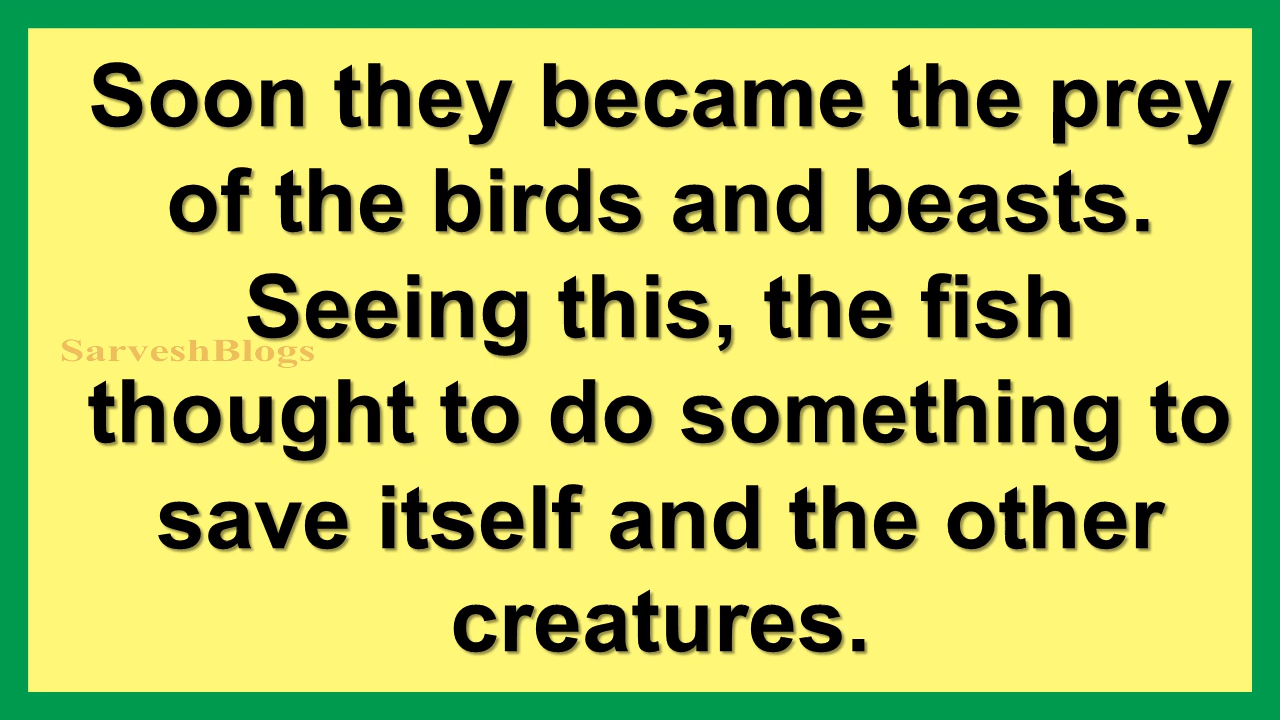 Soon they became the prey
of the birds and beasts.
Seeing this, the fish
SarveshBlogs
thought to do something to
save itself and the other
creatures.